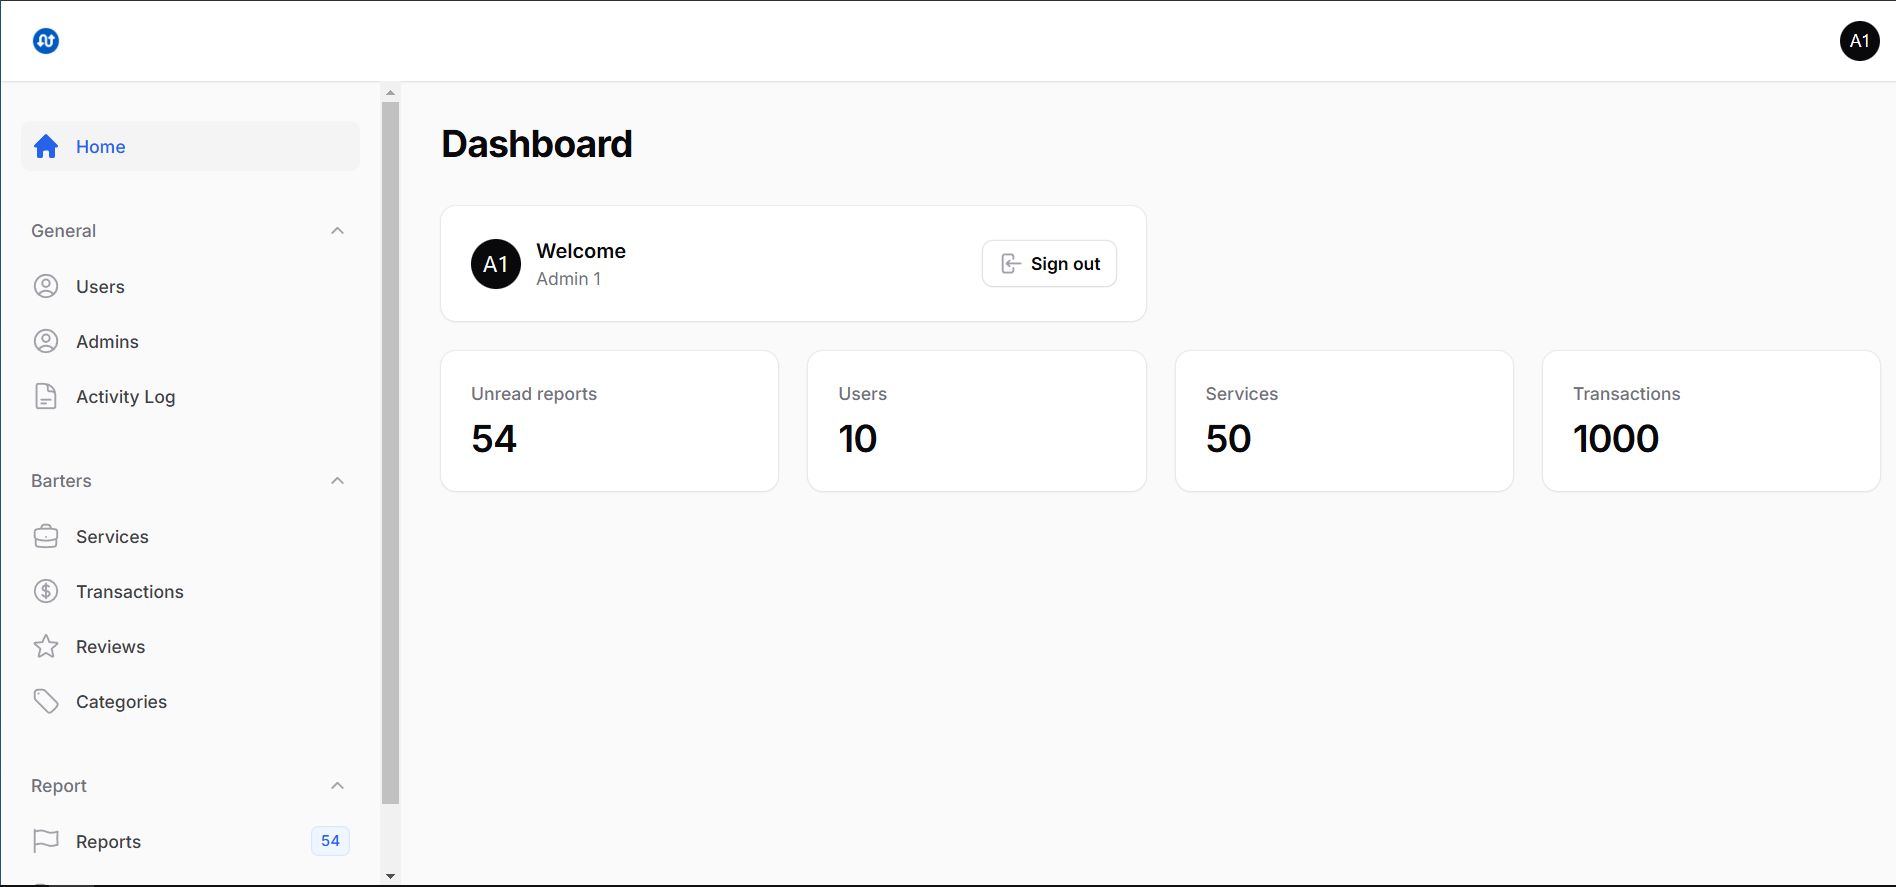 A1
Home
General
Users
Admins
Activity Log
Barters
Services
Transactions
Reviews
Categories
Report
Reports 54
Dashboard
A1
Welcome
Admin 1
Sign out
Unread reports
54
Users
10
Services
50
Transactions
1000